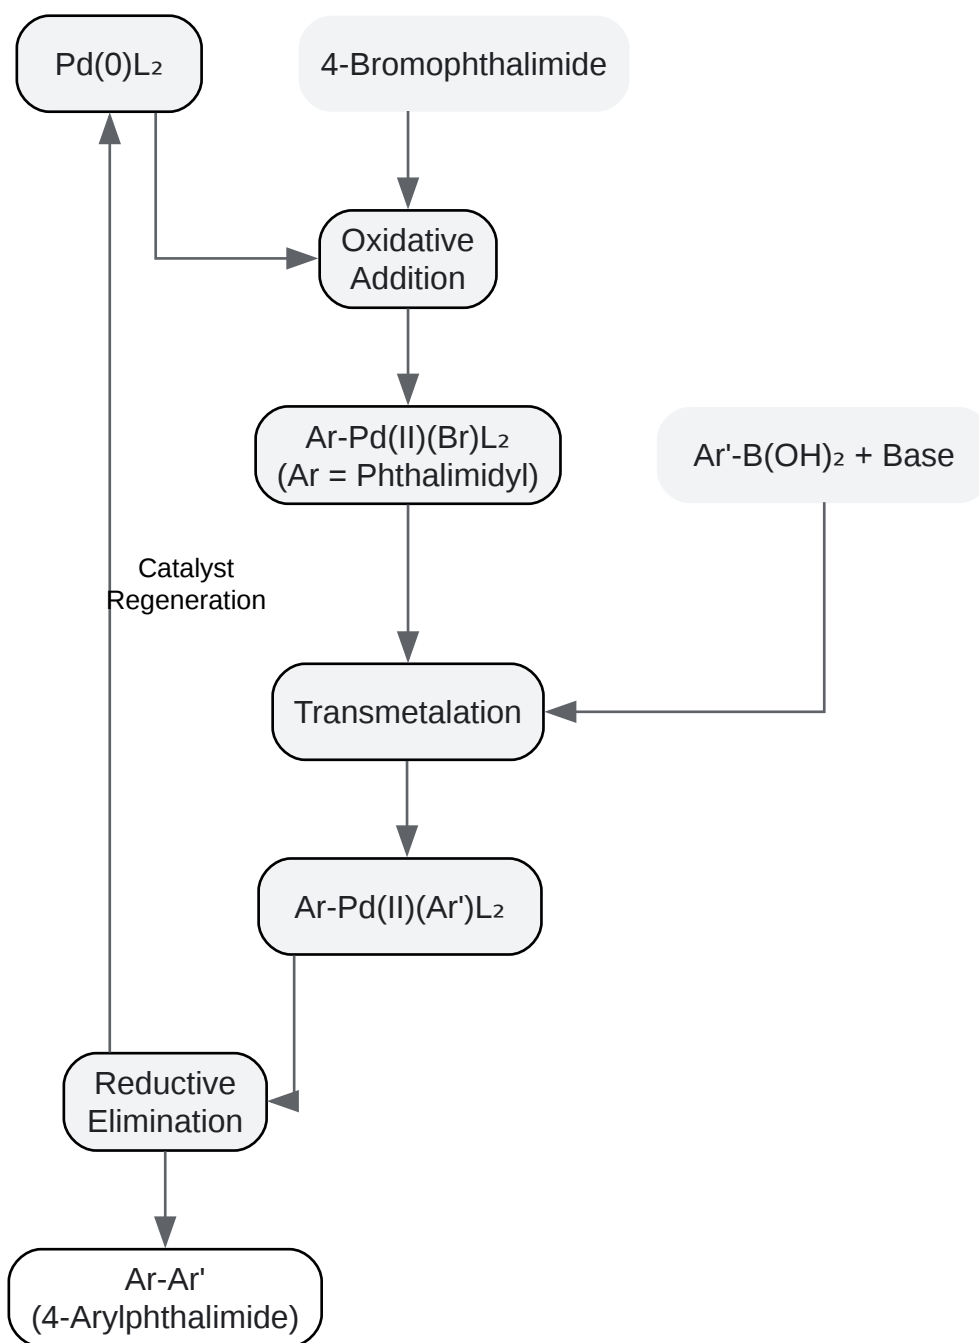 Pd(0)L₂
4-Bromophthalimide
Oxidative
Addition
Ar-Pd(II)(Br)L₂
(Ar = Phthalimidyl)
Ar'-B(OH)₂ + Base
Catalyst
Regeneration
Transmetalation
Ar-Pd(II)(Ar')L₂
Reductive
Elimination
Ar-Ar'
(4-Arylphthalimide)